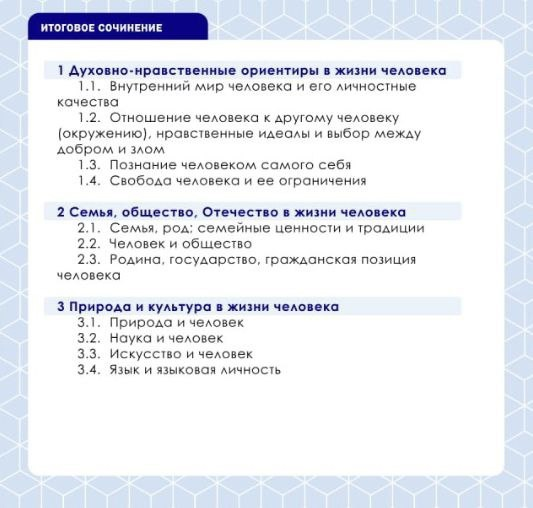 ИТОГОВОЕ СОЧИНЕНИЕ
1 Духовно-нравственные ориентиры в жизни человека
1.1. Внутренний мир человека и его личностные
качества
1.2. Отношение человека к другому человеку
(окружению), нравственные идеалы и выбор между
добром и злом
1.3. Познание человеком самого себя
1.4. Свобода человека и ее ограничения
2 Семья, общество, Отечество в жизни человека
2.1. Семья, род; семейные ценности и традиции
2.2. Человек и общество
2.3. Родина, государство, гражданская позиция
человека
3 Природа и культура в жизни человека
3.1. Природа и человек
3.2. Наука и человек
3.3. Искусство и человек
3.4. Язык и языковая личность